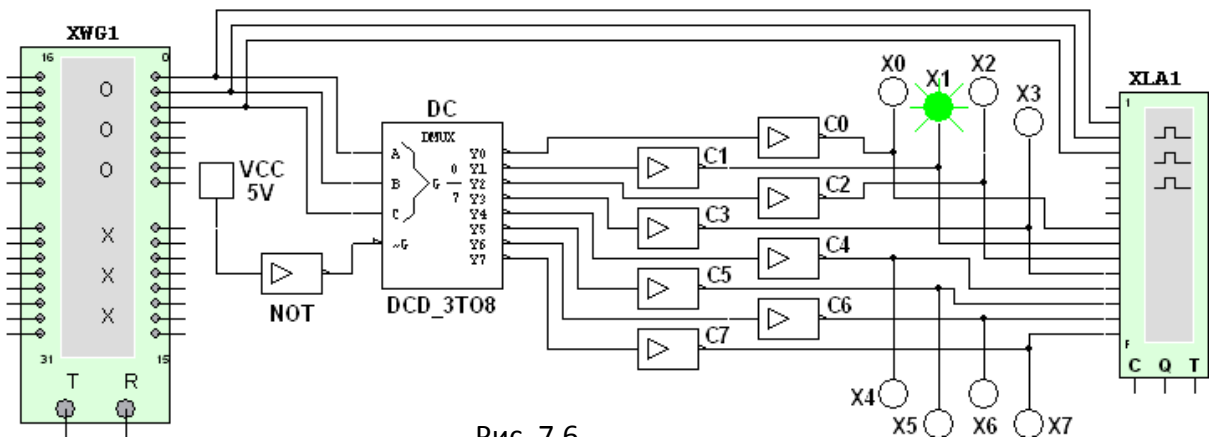 XWG1
16 0
O
O
O
X
X
X
31 15
T R
VCC
5V
NOT
DC
DMUX
A
B
C
G 0
7
~G
Y0
Y1
Y2
Y3
Y4
Y5
Y6
Y7
DCD_3TO8
C0
C1
C2
C3
C4
C5
C6
C7
X0
X1
X2
X3
X4
X5
X6
X7
XLA1
1
F
C Q T
Рис. 7.6